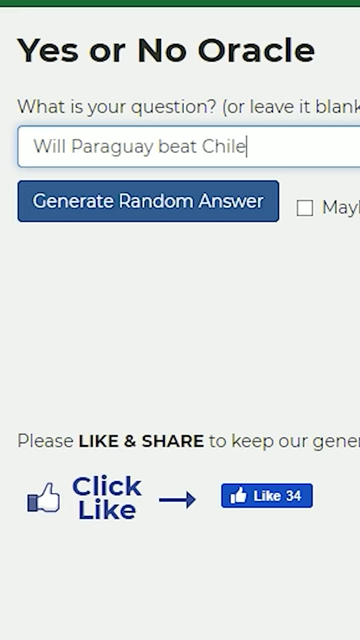 Yes or No Oracle
What is your question? (or leave it blank
Will Paraguay beat Chile
Generate Random Answer
Please LIKE & SHARE to keep our gener
Click
Like
Like 34